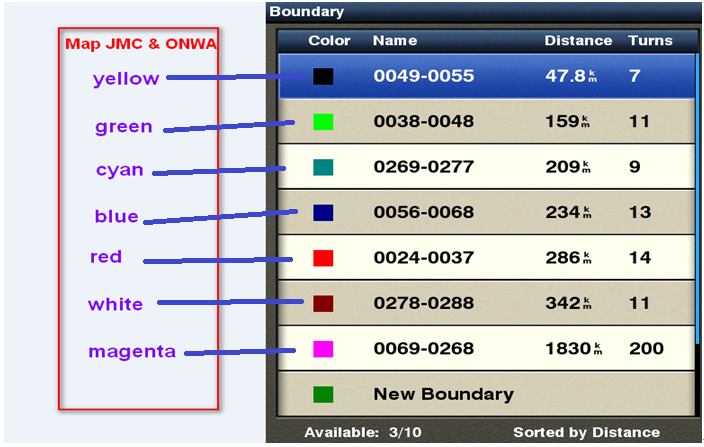 Boundary
Map JMC & ONWA
Color Name Distance Turns
yellow 0049-0055 47.8 km 7
green 0038-0048 159 km 11
cyan 0269-0277 209 km 9
blue 0056-0068 234 km 13
red 0024-0037 286 km 14
white 0278-0288 342 km 11
magenta 0069-0268 1830 km 200
New Boundary
Available: 3/10 Sorted by Distance